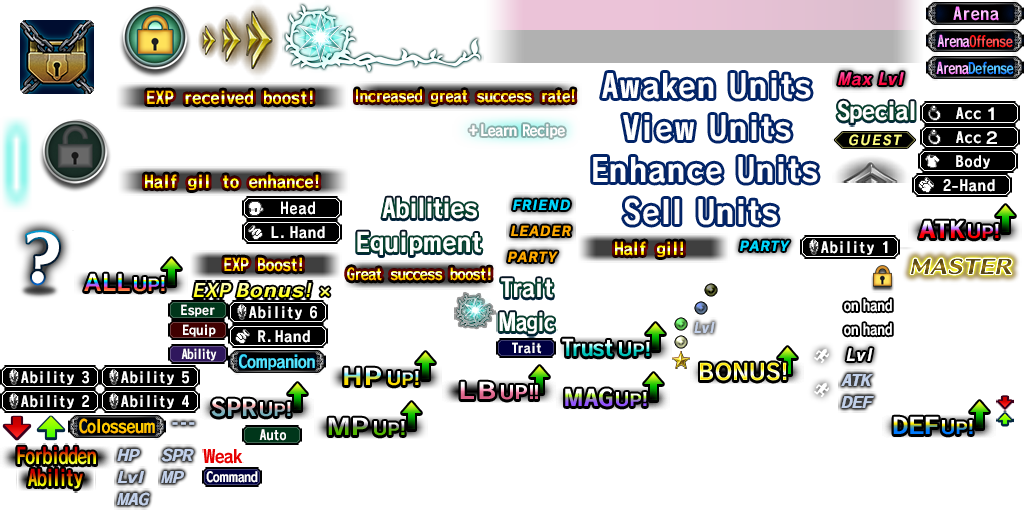 Arena
ArenaOffense
ArenaDefense
EXP received boost!
Increased great success rate!
Awaken Units
Max Lvl
Special
Acc 1
+Learn Recipe
View Units
GUEST
Acc 2
Body
Half gil to enhance!
Enhance Units
2-Hand
Head
Abilities
FRIEND
Sell Units
L. Hand
LEADER
ATK UP!
Equipment
Half gil!
PARTY
Ability 1
PARTY
EXP Boost!
Great success boost!
MASTER
ALL UP!
EXP Bonus! ×
Trait
Esper
Ability 6
on hand
Magic
Equip
R. Hand
Lvl
on hand
Ability
Companion
Trait
Trust UP!
Lvl
Ability 3
Ability 5
HP UP!
BONUS!
ATK
Ability 2
Ability 4
SPR UP!
LB UP!!
MAG UP!
DEF
Colosseum
---
MP UP!
DEF UP!
Auto
Forbidden
Ability
HP
SPR
Weak
Lvl
MP
Command
MAG
?